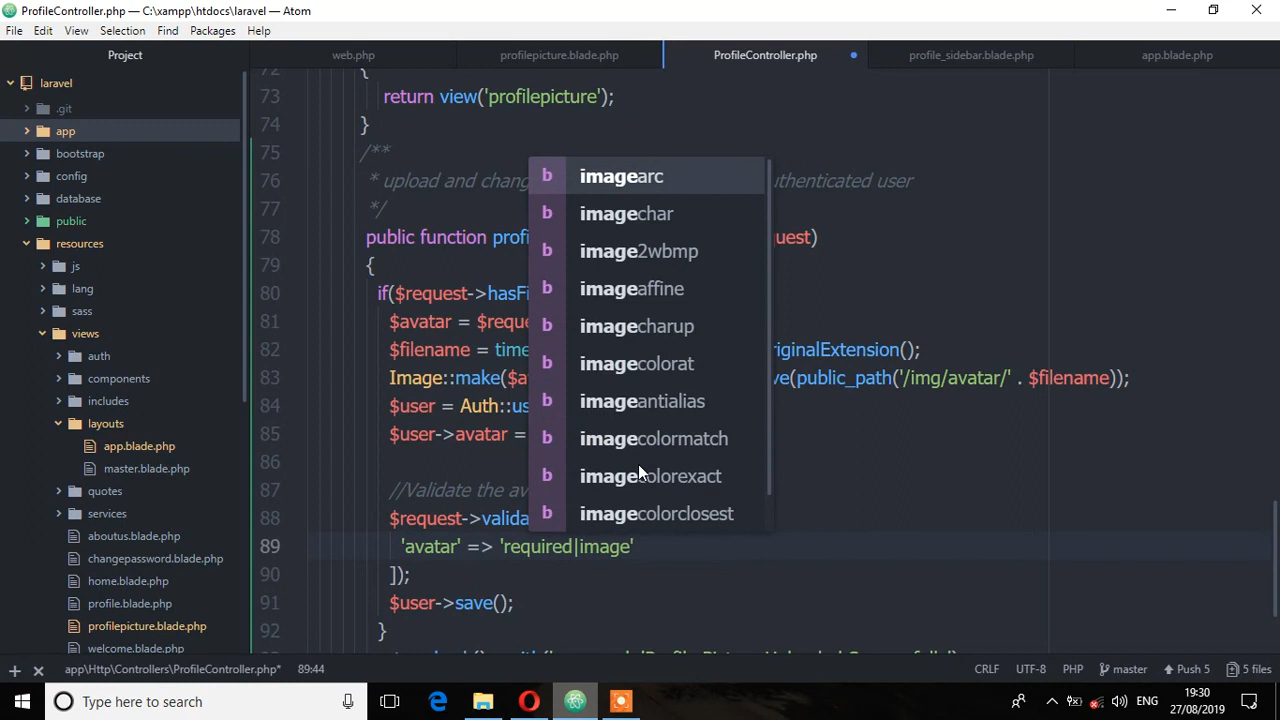 ProfileController.php — C:\xampp\htdocs\laravel — Atom
File Edit View Selection Find Packages Help
Project
web.php profilepicture.blade.php ProfileController.php profile_sidebar.blade.php app.blade.php
laravel
.git
app
bootstrap
config
database
public
resources
js
lang
sass
views
auth
components
includes
layouts
app.blade.php
master.blade.php
quotes
services
aboutus.blade.php
changepassword.blade.php
home.blade.php
profile.blade.php
profilepicture.blade.php
welcome.blade.php
72 {
73 return view('profilepicture');
74 }
75 /**
76 * upload and chang uthenticated user
77 */
78 public function prof uest)
79 {
80 if($request->hasFi
81 $avatar = $reque
82 $filename = time riginalExtension();
83 Image::make($a ve(public_path('/img/avatar/' . $filename));
84 $user = Auth::us
85 $user->avatar =
86
87 //Validate the av
88 $request->valida
89 'avatar' => 'required|image'
90 ]);
91 $user->save();
92 }
b imagearc
b imagechar
b image2wbmp
b imageaffine
b imagecharup
b imagecolorat
b imageantialias
b imagecolormatch
b imagecolorexact
b imagecolorclosest
app\Http\Controllers\ProfileController.php* 89:44 CRLF UTF-8 PHP master Push 5 5 files
Type here to search
ENG
19:30
27/08/2019